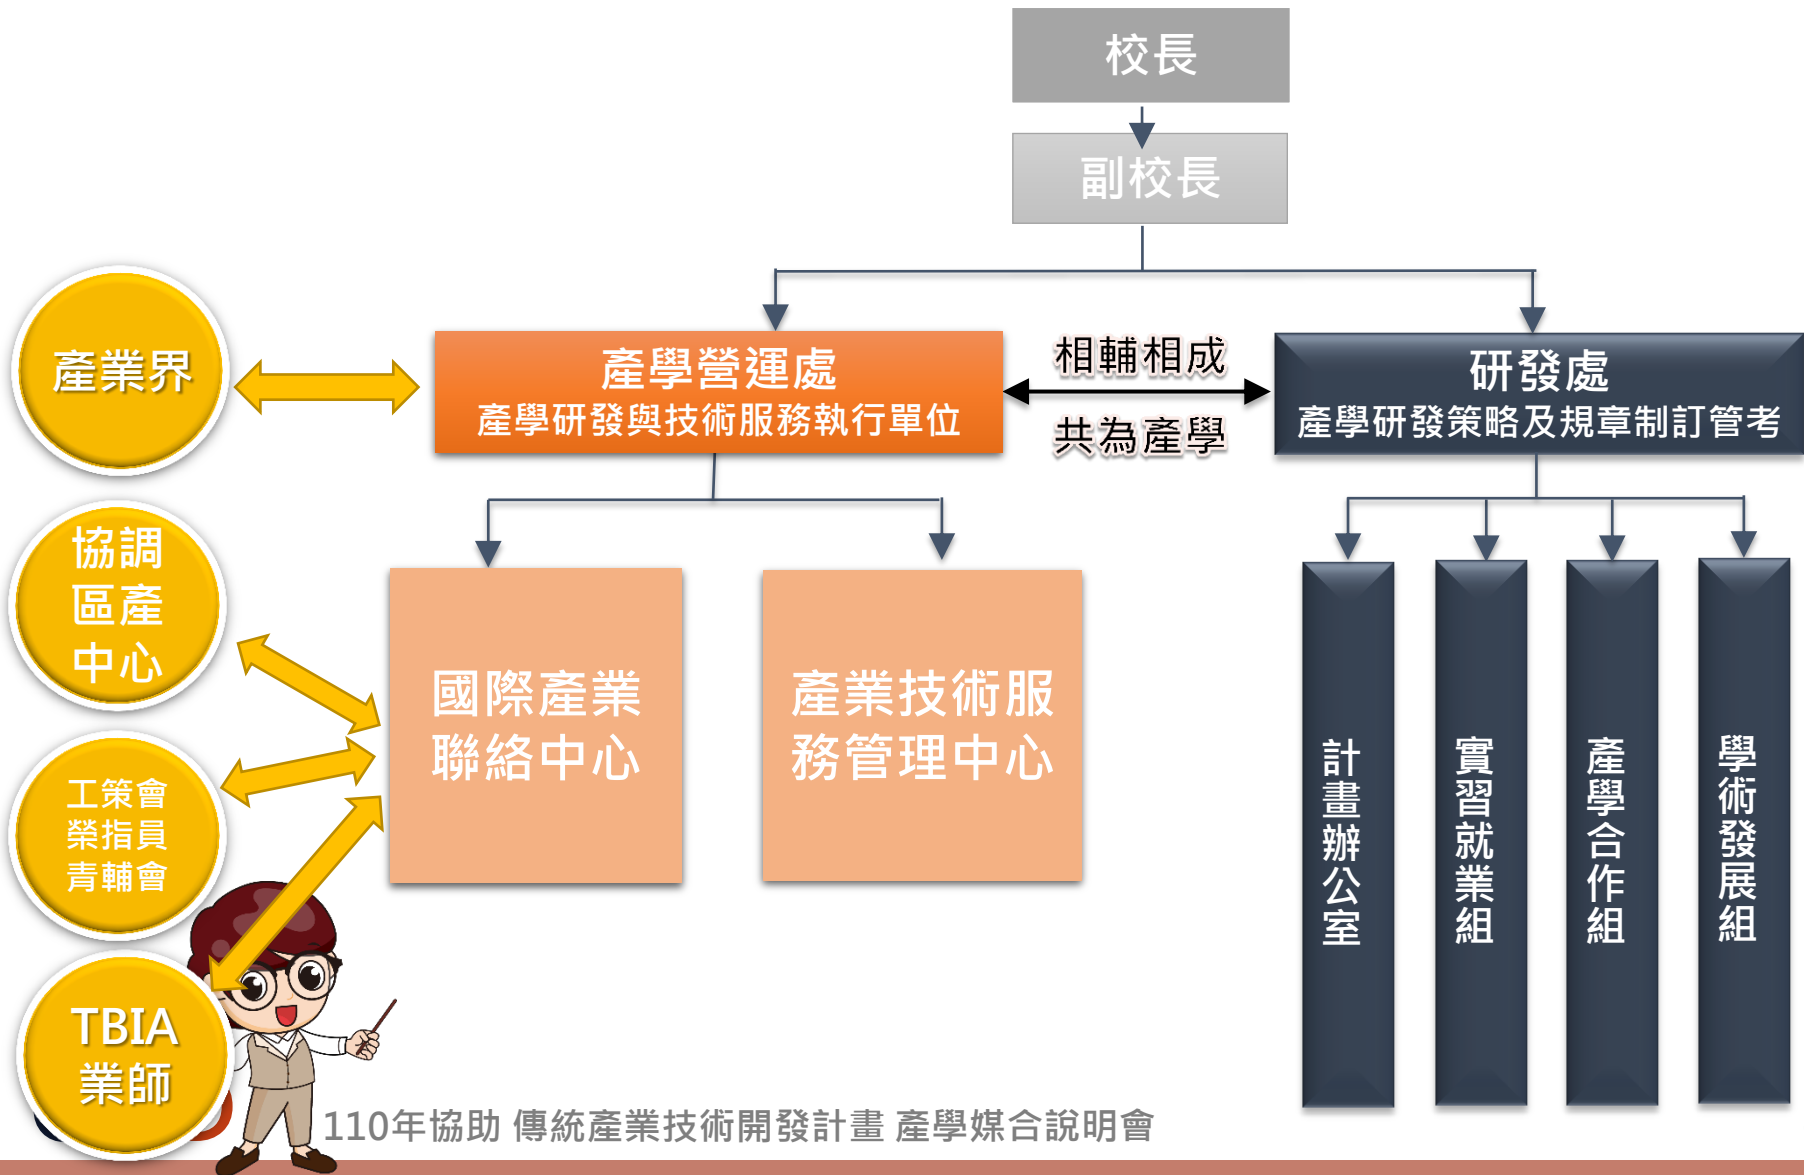 校長
副校長
產業界
產學營運處
產學研發與技術服務執行單位
相輔相成
共為產學
研發處
產學研發策略及規章制訂管考
協調
區產
中心
工策會
榮指員
青輔會
TBIA
業師
國際產業
聯絡中心
產業技術服
務管理中心
計畫辦公室
實習就業組
產學合作組
學術發展組
110年協助 傳統產業技術開發計畫 產學媒合說明會